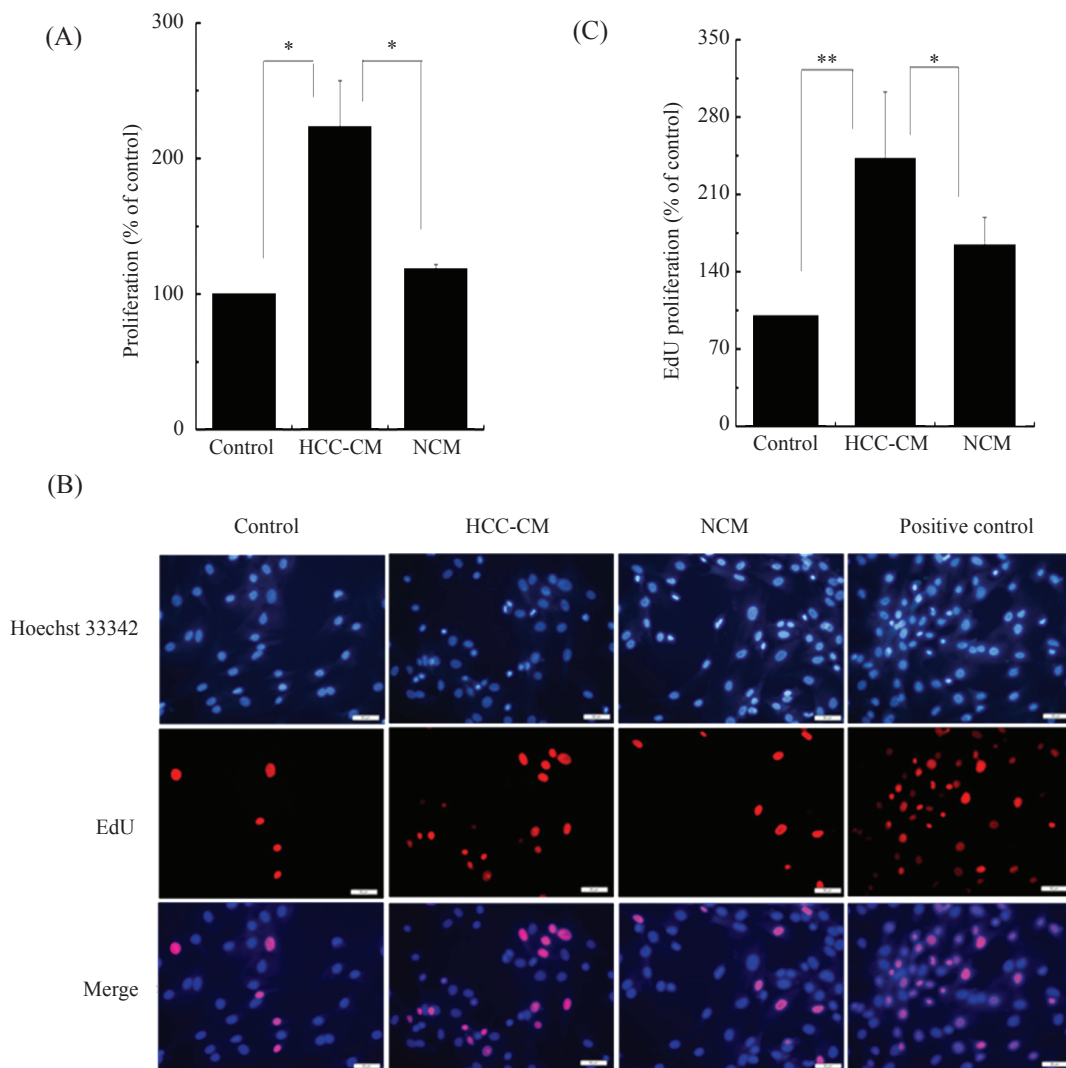 (A)
300
250
200
100
0
Proliferation (% of control)
*
*
Control
HCC-CM
NCM
(C)
350
280
210
140
70
0
EdU proliferation (% of control)
**
*
Control
HCC-CM
NCM
(B)
Control
HCC-CM
NCM
Positive control
Hoechst 33342
EdU
Merge